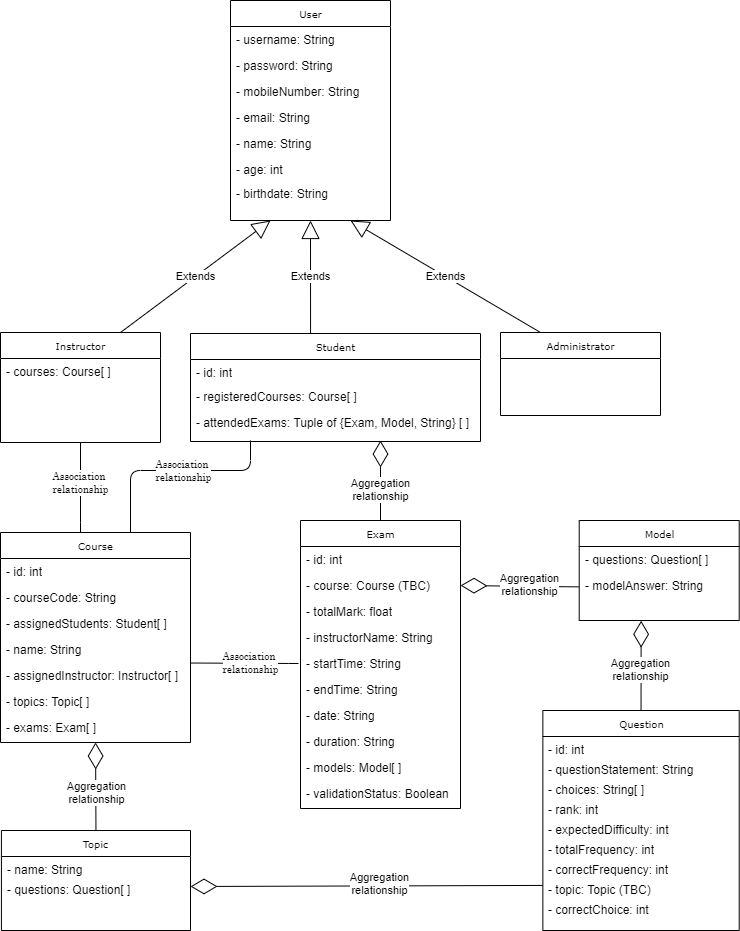 User
- username: String
- password: String
- mobileNumber: String
- email: String
- name: String
- age: int
- birthdate: String
Extends
Extends
Extends
Instructor
- courses: Course[ ]
Student
- id: int
- registeredCourses: Course[ ]
- attendedExams: Tuple of {Exam, Model, String} [ ]
Administrator
Association
relationship
Association
relationship
Aggregation
relationship
Course
- id: int
- courseCode: String
- assignedStudents: Student[ ]
- name: String
- assignedInstructor: Instructor[ ]
- topics: Topic[ ]
- exams: Exam[ ]
Association
relationship
Exam
- id: int
- course: Course (TBC)
- totalMark: float
- instructorName: String
- startTime: String
- endTime: String
- date: String
- duration: String
- models: Model[ ]
- validationStatus: Boolean
Aggregation
relationship
Model
- questions: Question[ ]
- modelAnswer: String
Aggregation
relationship
Aggregation
relationship
Topic
- name: String
- questions: Question[ ]
Aggregation
relationship
Question
- id: int
- questionStatement: String
- choices: String[ ]
- rank: int
- expectedDifficulty: int
- totalFrequency: int
- correctFrequency: int
- topic: Topic (TBC)
- correctChoice: int